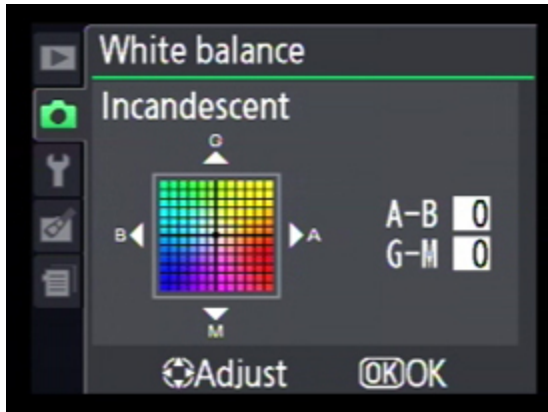 White balance
Incandescent
G
B A
A-B 0
G-M 0
M
Adjust OK OK